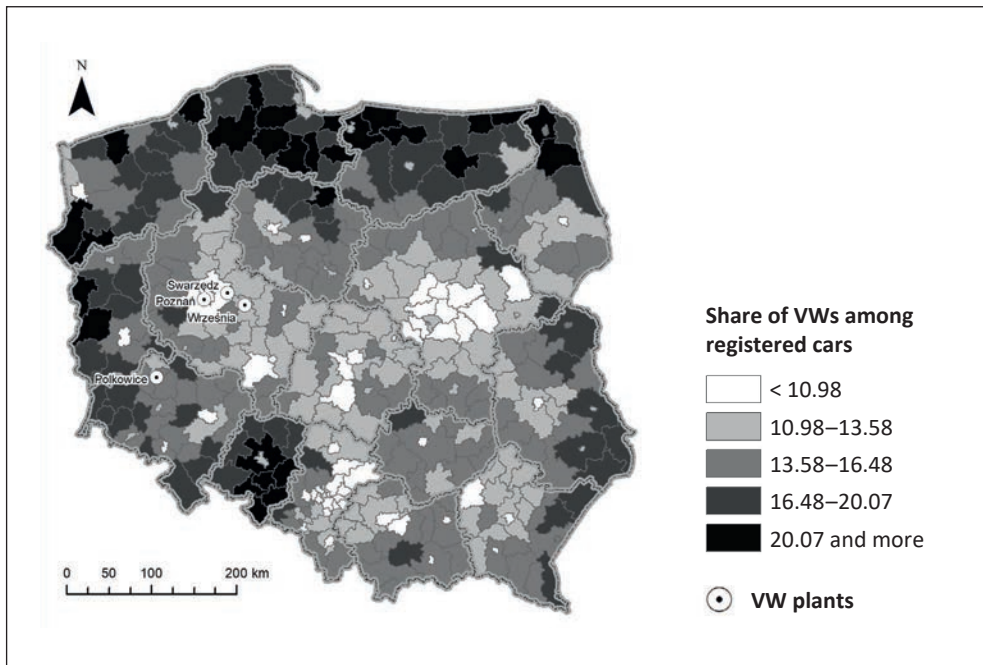 N
Swarzędz
Poznań
Września
Polkowice
0 50 100 200 km
Share of VWs among
registered cars
< 10.98
10.98–13.58
13.58–16.48
16.48–20.07
20.07 and more
VW plants